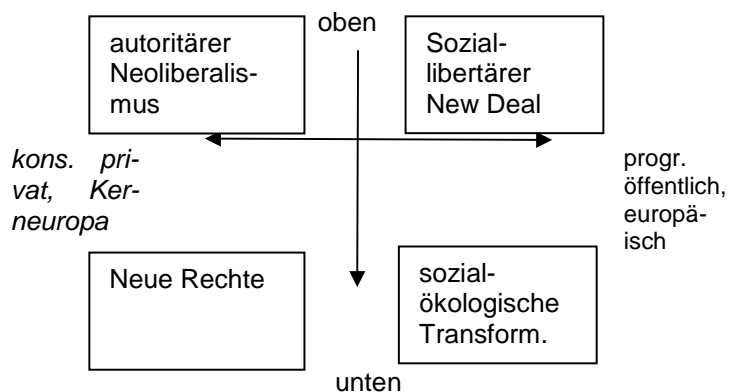 oben
autoritärer
Neoliberalis-
mus
Sozial-
libertärer
New Deal
kons. pri-
vat, Ker-
neuropa
progr.
öffentlich,
europä-
isch
Neue Rechte
sozial-
ökologische
Transform.
unten